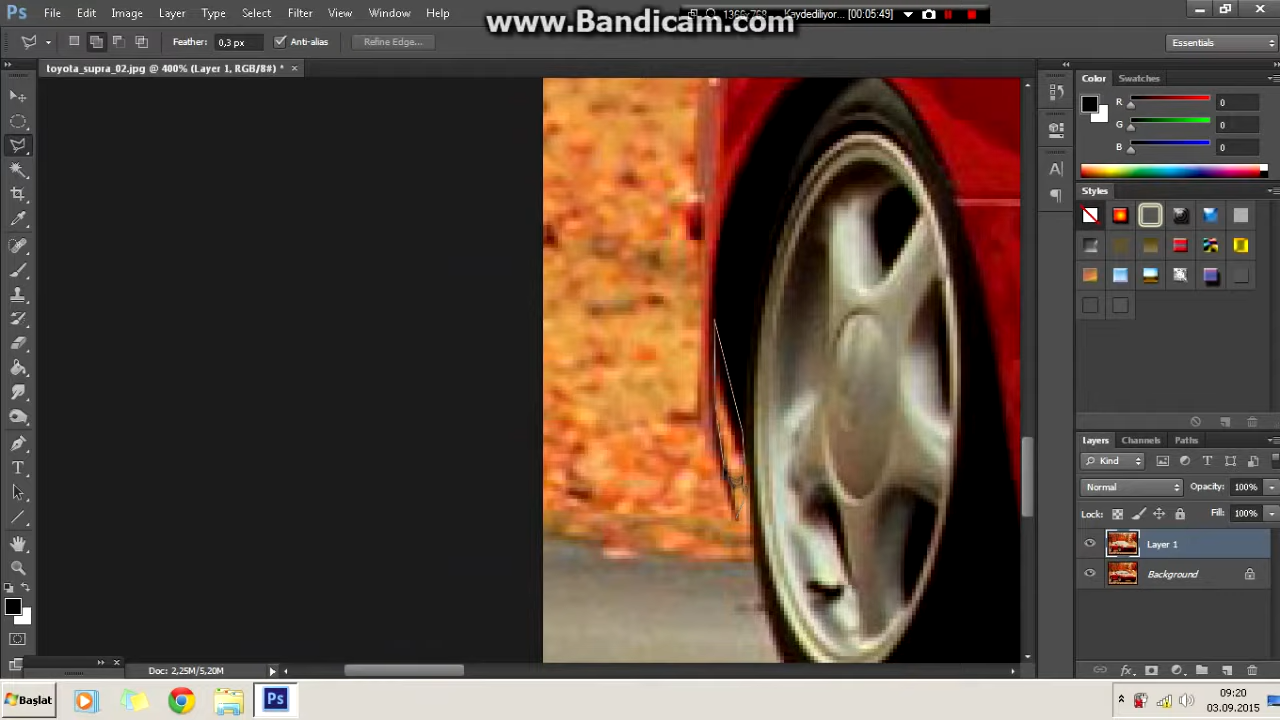 www.Bandicam.com
1366x768 Kaydediliyor... [00:05:49]
Ps File Edit Image Layer Type Select Filter View Window Help
Feather: 0,3 px Anti-alias Refine Edge... Essentials
toyota_supra_02.jpg @ 400% (Layer 1, RGB/8#) *
Color Swatches
R 0
G 0
B 0
Styles
Layers Channels Paths
Kind
Normal Opacity: 100%
Lock: Fill: 100%
Layer 1
Background
Doc: 2,25M/5,20M
Başlat Ps
09:20
03.09.2015